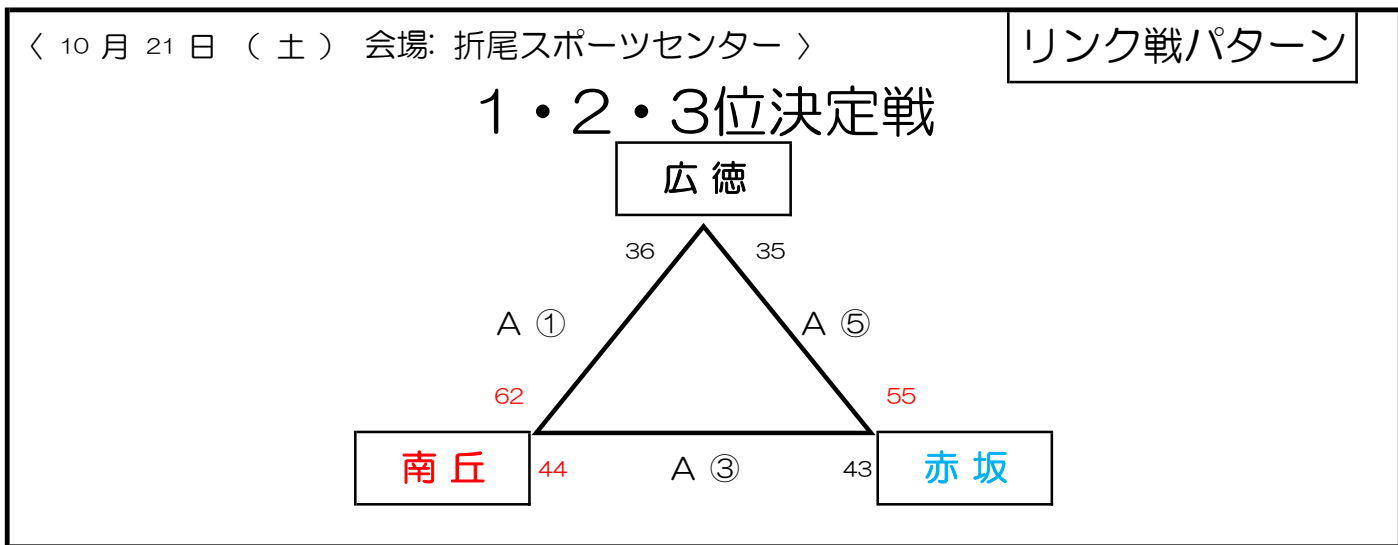 〈 10 月 21 日 （ 土 ） 会場: 折尾スポーツセンター 〉
リンク戦パターン
1・2・3位決定戦
広 徳
36 35
A ① A ⑤
62 55
南 丘 44 A ③ 43 赤 坂